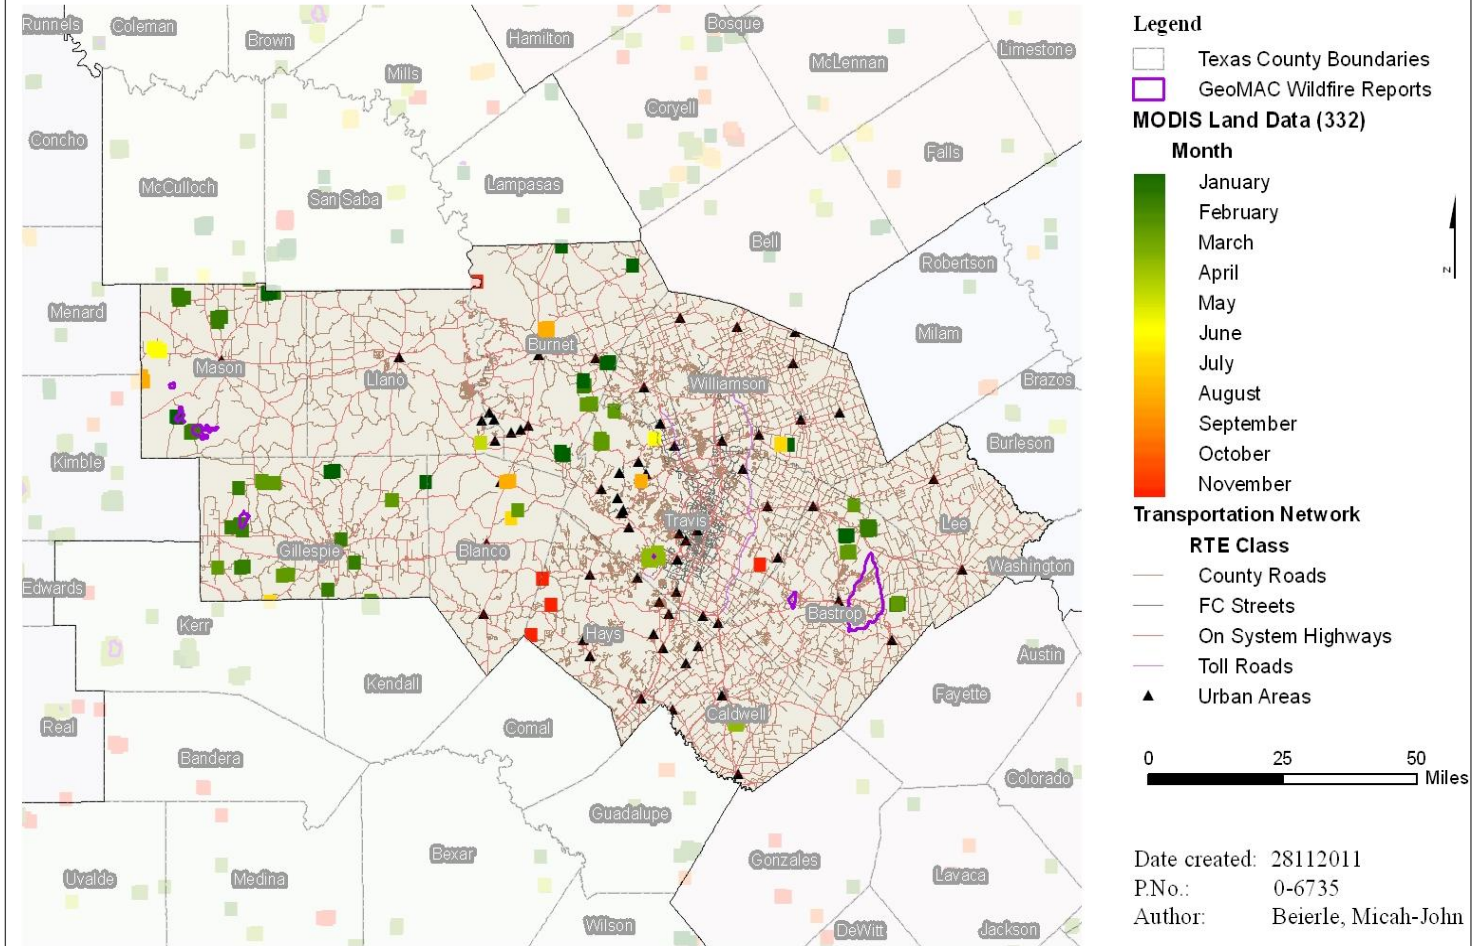 Runnels
Coleman
Brown
Hamilton
Bosque
Limestone
Mills
McLennan
Coryell
Concho
Falls
McCulloch
San Saba
Lampasas
Bell
Robertson
Menard
Milam
Burnet
Mason
Llano
Williamson
Brazos
Kimble
Burleson
Travis
Lee
Gillespie
Blanco
Washington
Edwards
Bastrop
Kerr
Hays
Austin
Kendall
Fayette
Real
Comal
Caldwell
Bandera
Colorado
Guadalupe
Bexar
Gonzales
Uvalde
Medina
Lavaca
Wilson
DeWitt
Jackson
Legend
Texas County Boundaries
GeoMAC Wildfire Reports
MODIS Land Data (332)
Month
January
February
March
April
May
June
July
August
September
October
November
Transportation Network
RTE Class
County Roads
FC Streets
On System Highways
Toll Roads
Urban Areas
N
0 25 50
Miles
Date created: 28112011
P.No.: 0-6735
Author: Beierle, Micah-John